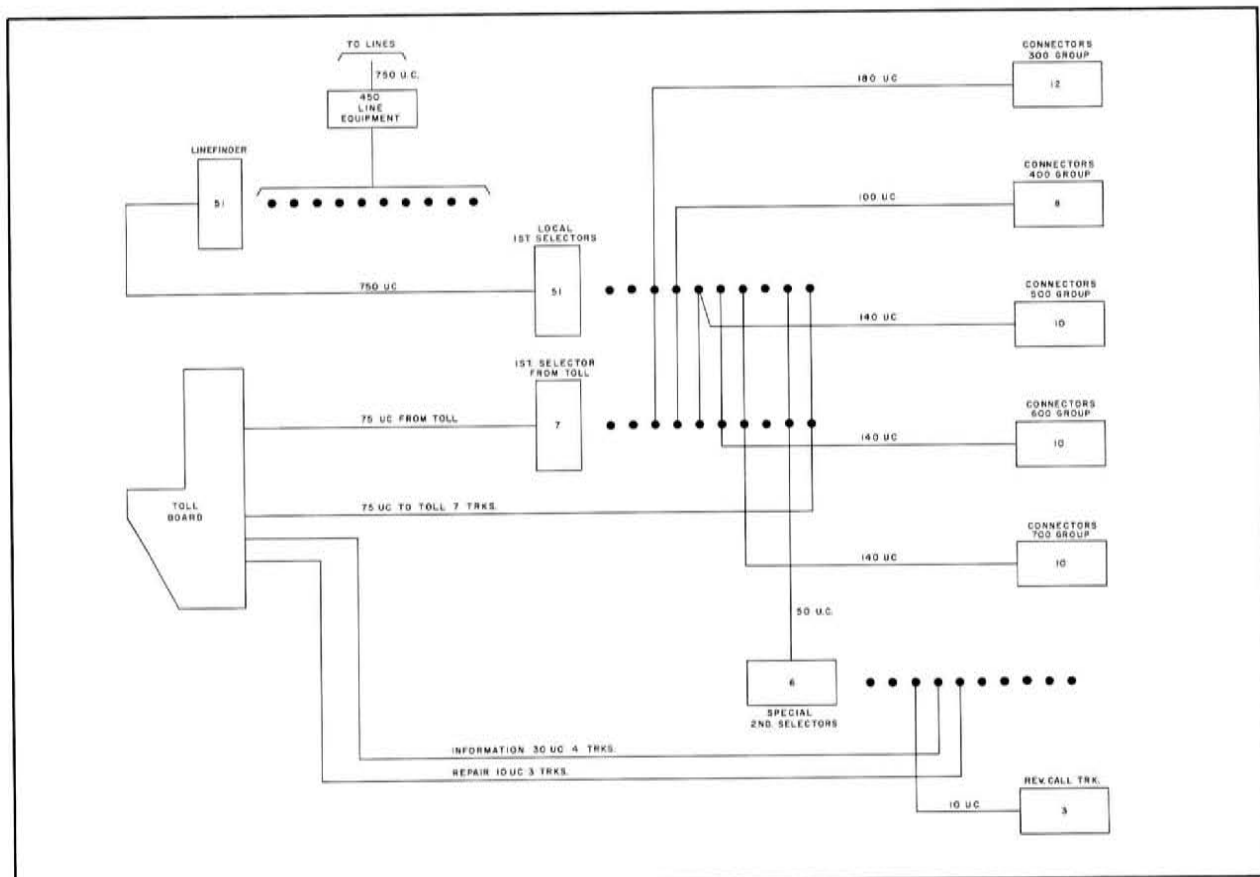 TO LINES
750 U.C.
450
LINE
EQUIPMENT
LINEFINDER
51
750 UC
LOCAL
1ST SELECTORS
51
1ST. SELECTOR
FROM TOLL
7
75 UC FROM TOLL
TOLL
BOARD
75 UC TO TOLL 7 TRKS.
CONNECTORS
300 GROUP
12
180 UC
CONNECTORS
400 GROUP
8
100 UC
CONNECTORS
500 GROUP
10
140 UC
CONNECTORS
600 GROUP
10
140 UC
CONNECTORS
700 GROUP
10
140 UC
50 U.C.
6
SPECIAL
2ND. SELECTORS
INFORMATION 30 UC 4 TRKS.
REPAIR 10 UC 3 TRKS.
REV. CALL TRK.
3
10 UC